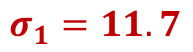 σ₁ = 11.7